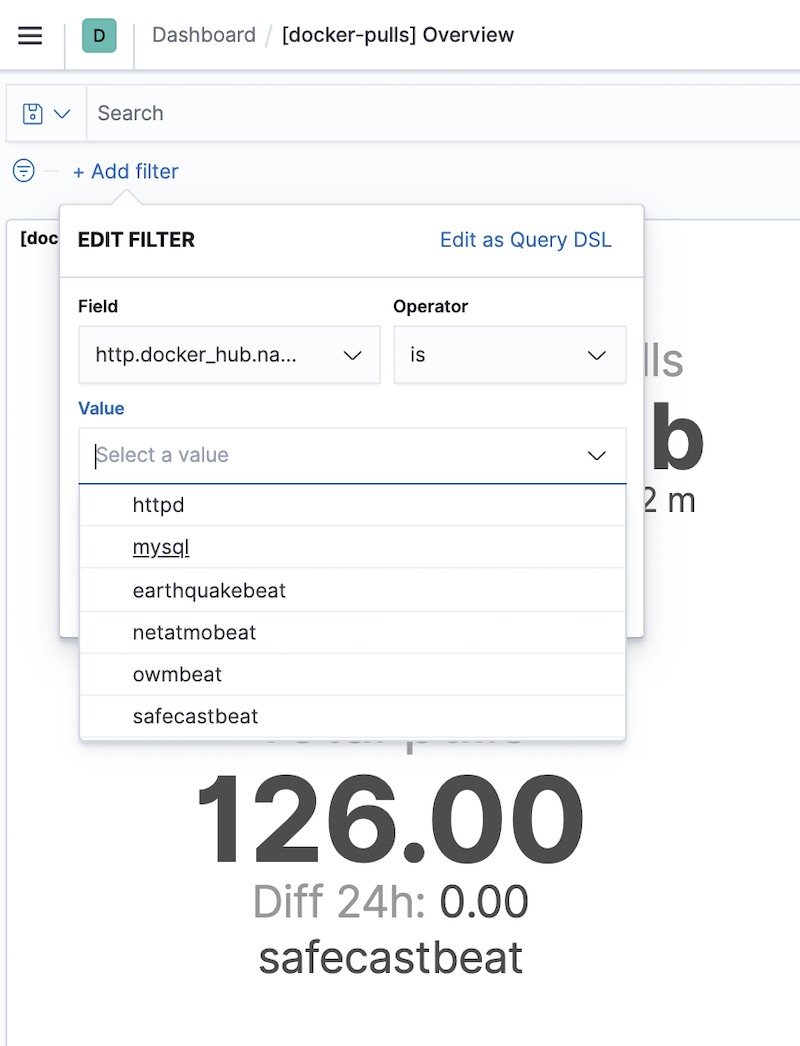 D Dashboard / [docker-pulls] Overview
Search
+ Add filter
[doc
EDIT FILTER Edit as Query DSL
Field Operator
http.docker_hub.na... is
Value
Select a value
httpd
mysql
earthquakebeat
netatmobeat
owmbeat
safecastbeat
lls
b
2 m
126.00
Diff 24h: 0.00
safecastbeat